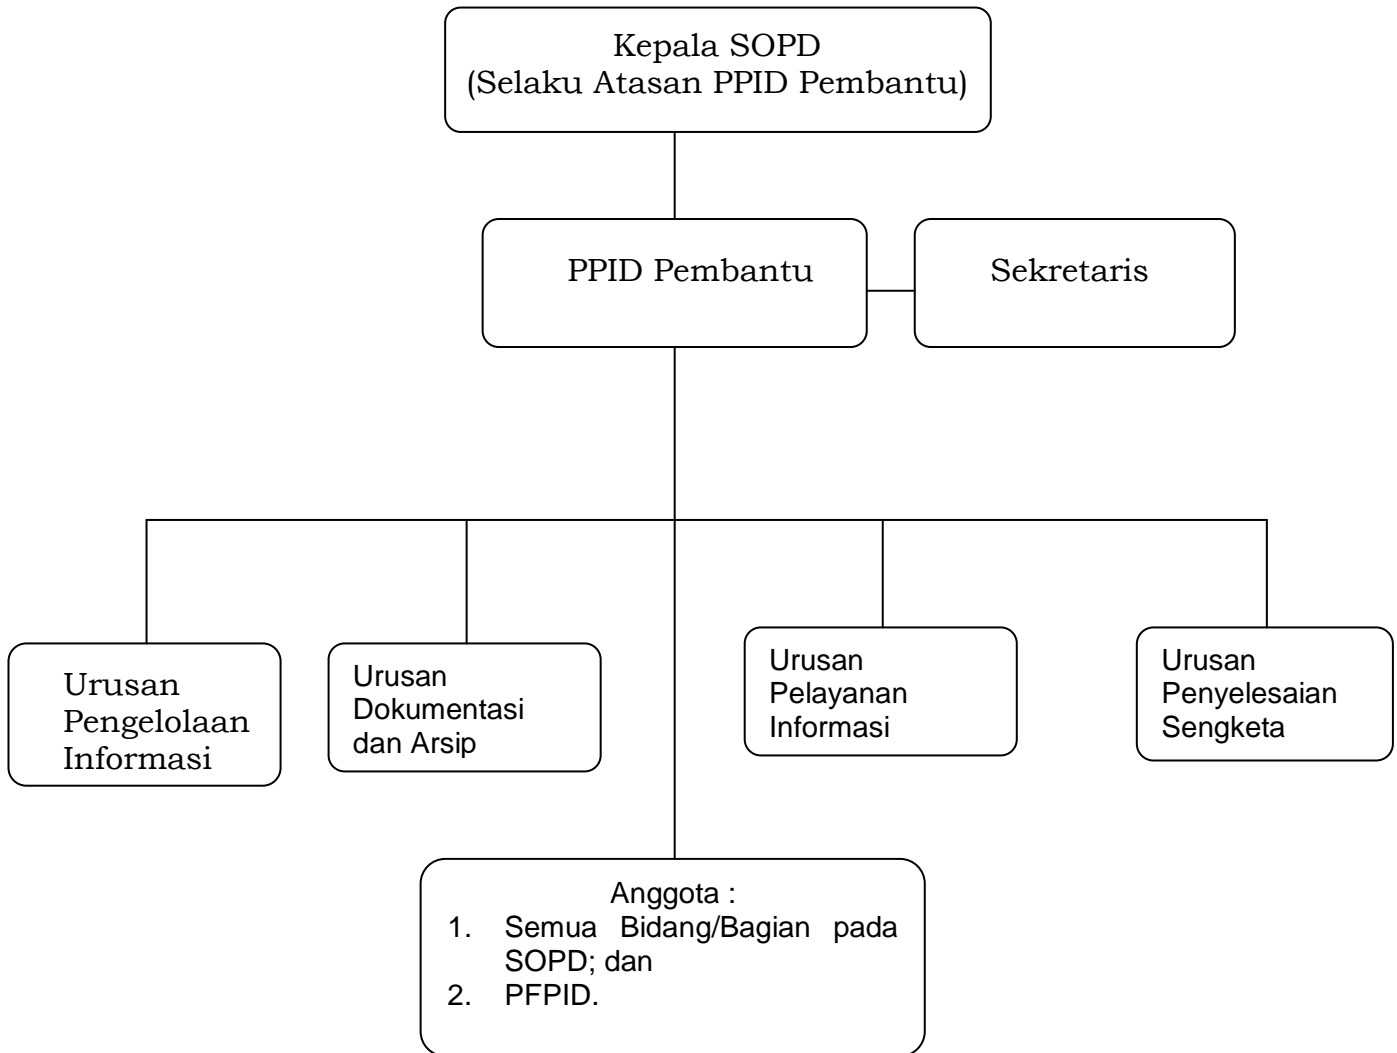 Kepala SOPD
(Selaku Atasan PPID Pembantu)
PPID Pembantu
Sekretaris
Urusan
Pengelolaan
Informasi
Urusan
Dokumentasi
dan Arsip
Urusan
Pelayanan
Informasi
Urusan
Penyelesaian
Sengketa
Anggota :
1. Semua Bidang/Bagian pada
SOPD; dan
2. PFPID.